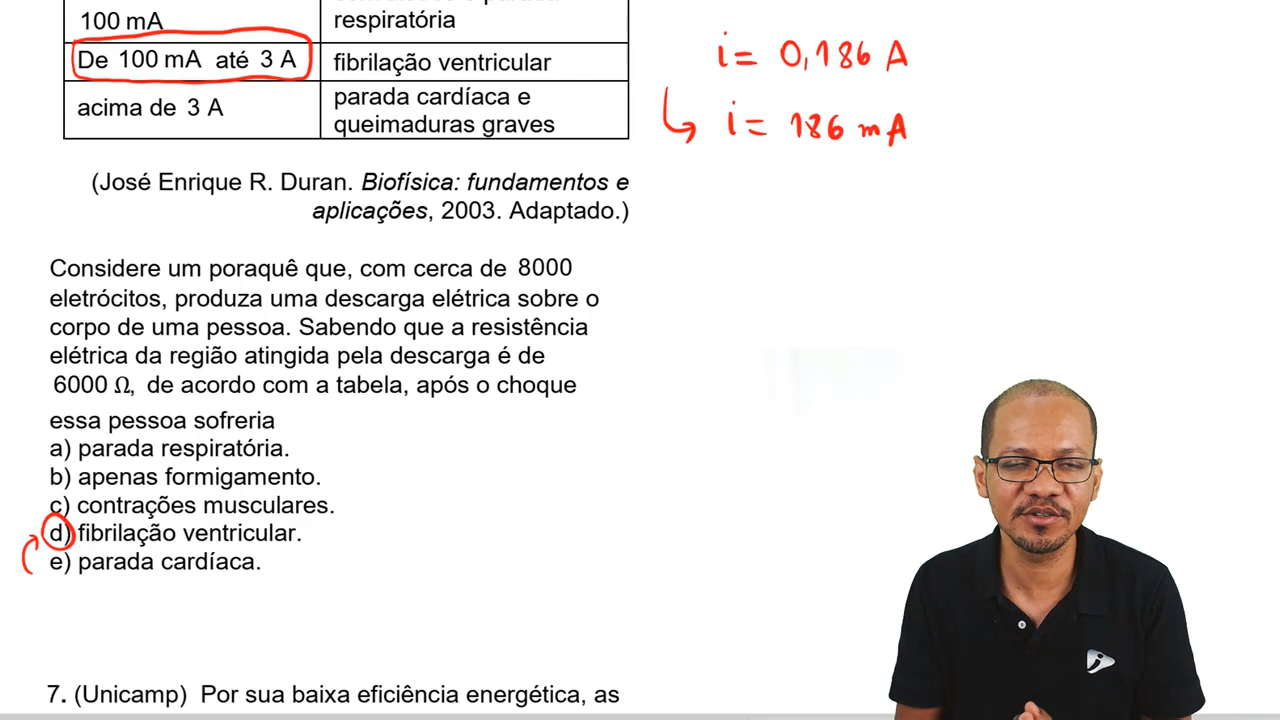 100 mA
respiratória
De 100 mA até 3 A
fibrilação ventricular
acima de 3 A
parada cardíaca e
queimaduras graves
(José Enrique R. Duran. Biofísica: fundamentos e
aplicações, 2003. Adaptado.)
Considere um poraquê que, com cerca de 8000
eletrócitos, produza uma descarga elétrica sobre o
corpo de uma pessoa. Sabendo que a resistência
elétrica da região atingida pela descarga é de
6000 Ω, de acordo com a tabela, após o choque
essa pessoa sofreria
a) parada respiratória.
b) apenas formigamento.
c) contrações musculares.
d) fibrilação ventricular.
e) parada cardíaca.
7. (Unicamp) Por sua baixa eficiência energética, as
i = 0,186 A
i = 186 mA